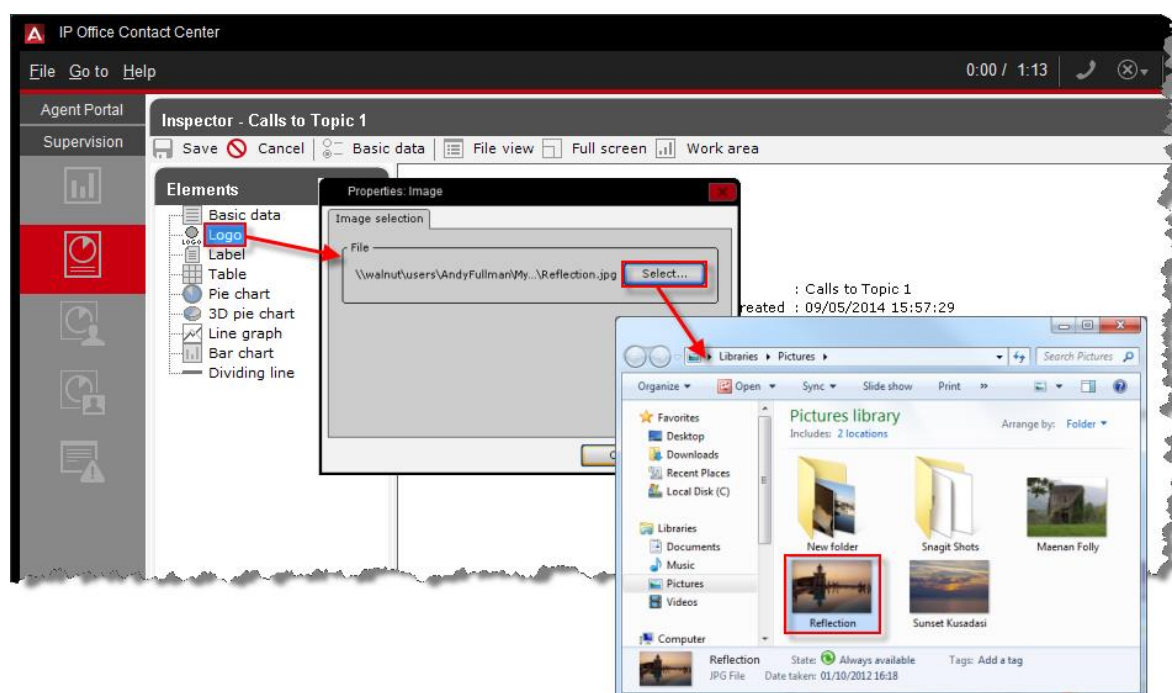 IP Office Contact Center
File Go to Help
0:00 / 1:13
Agent Portal
Supervision
Inspector - Calls to Topic 1
Save Cancel Basic data File view Full screen Work area
Elements
Basic data
LOGO Logo
Label
Table
Pie chart
3D pie chart
Line graph
Bar chart
Dividing line
Properties: Image
Image selection
File
\\walnut\users\AndyFullman\My...\Reflection.jpg Select...
: Calls to Topic 1
reated : 09/05/2014 15:57:29
Libraries Pictures
Search Pictures
Organize Open Sync Slide show Print »
Favorites
Desktop
Downloads
Recent Places
Local Disk (C)
Libraries
Documents
Music
Pictures
Videos
Computer
Pictures library
Includes: 2 locations
Arrange by: Folder
New folder
Snagit Shots
Maenan Folly
Reflection
Sunset Kusadasi
Reflection State: Always available Tags: Add a tag
JPG File Date taken: 01/10/2012 16:18